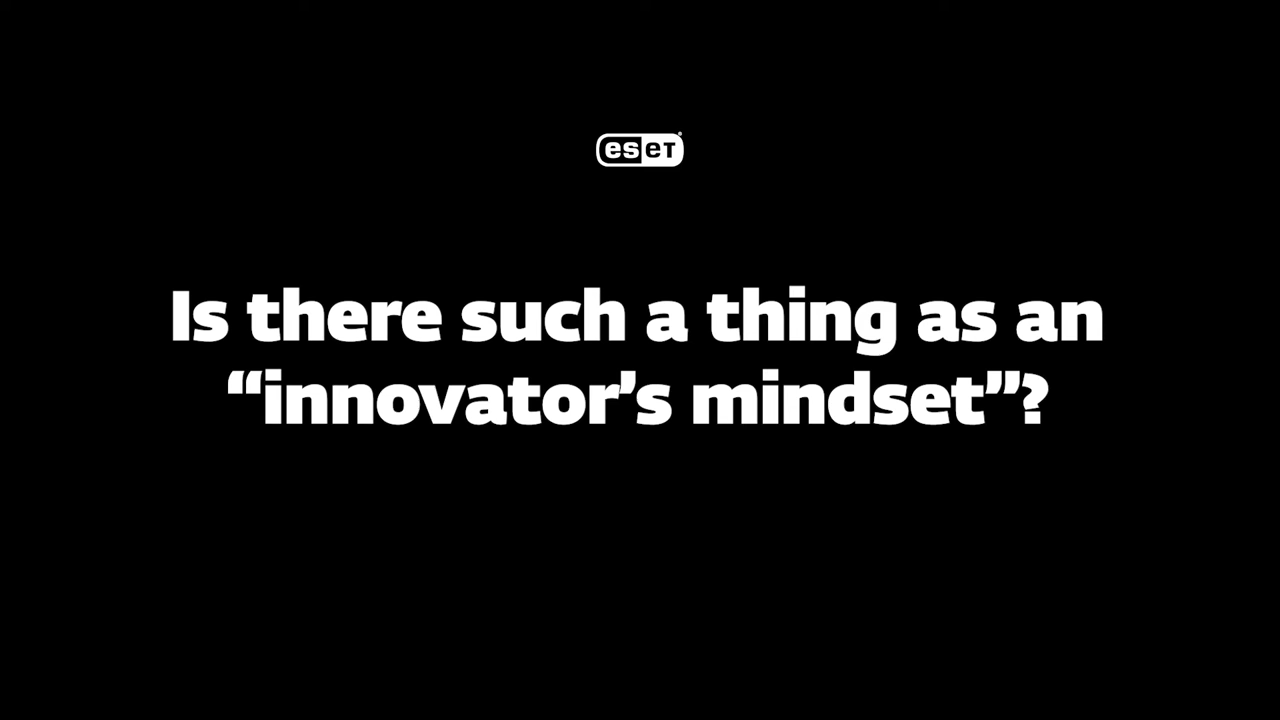 eset
Is there such a thing as an
“innovator’s mindset”?